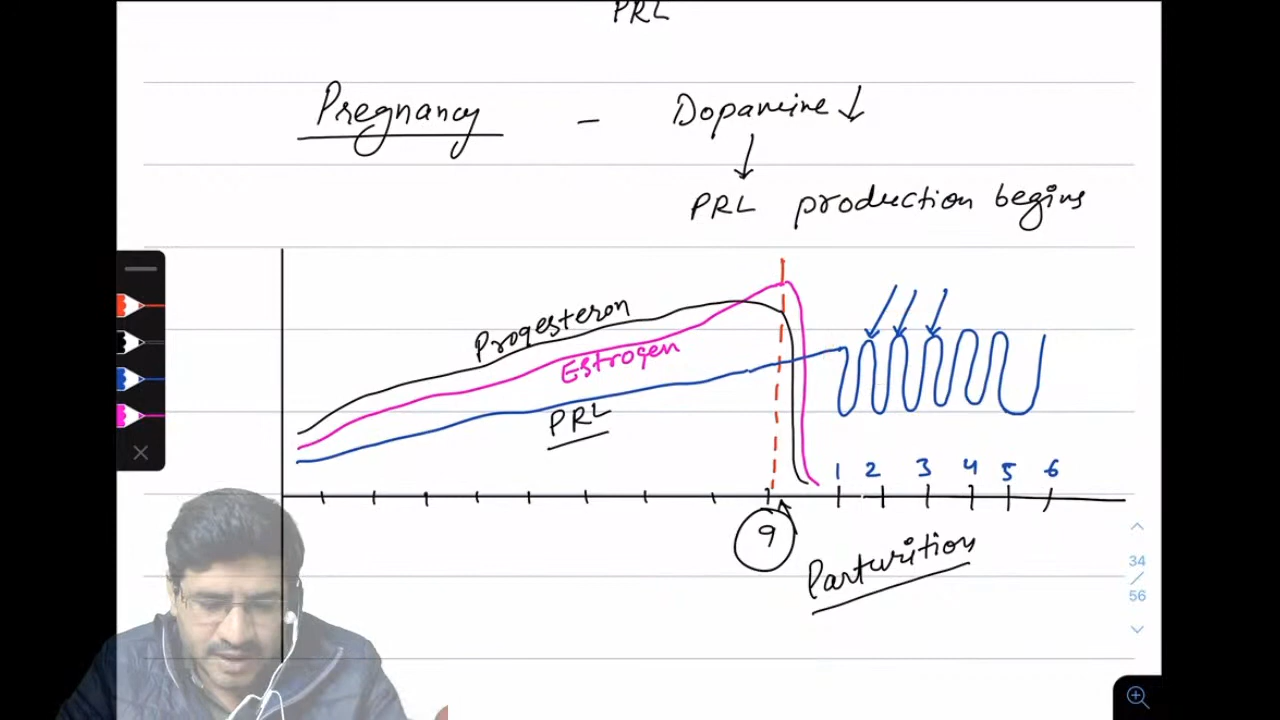 PRL
Pregnancy - Dopamine ↓
↓
PRL production begins
Progesteron
Estrogen
PRL
1 2 3 4 5 6
9
Parturition
34
/
56